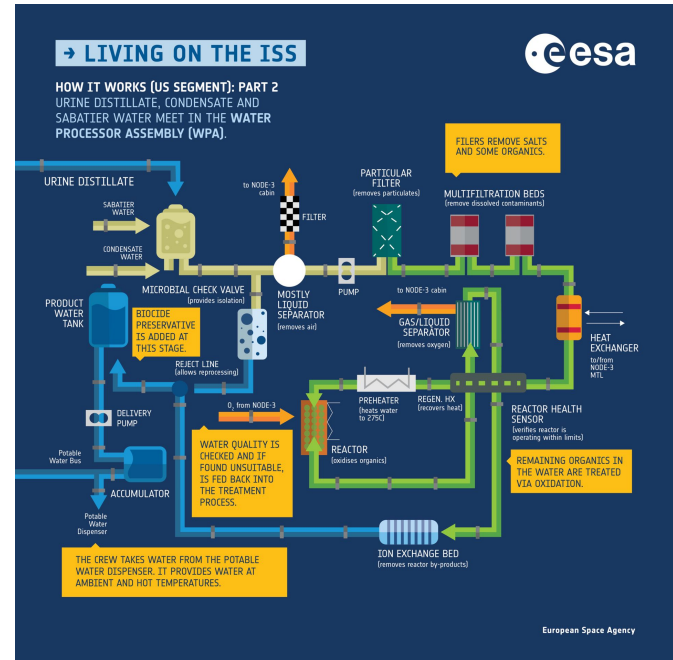 → LIVING ON THE ISS
esa
HOW IT WORKS (US SEGMENT): PART 2
URINE DISTILLATE, CONDENSATE AND
SABATIER WATER MEET IN THE WATER
PROCESSOR ASSEMBLY (WPA).
FILERS REMOVE SALTS
AND SOME ORGANICS.
URINE DISTILLATE
SABATIER
WATER
CONDENSATE
WATER
to NODE-3
cabin
FILTER
PARTICULAR
FILTER
(removes particulates)
MULTIFILTRATION BEDS
(remove dissolved contaminants)
MICROBIAL CHECK VALVE
(provides isolation)
MOSTLY
LIQUID
SEPARATOR
(removes air)
PUMP
to NODE-3 cabin
GAS/LIQUID
SEPARATOR
(removes oxygen)
HEAT
EXCHANGER
to/from
NODE-3
MTL
PRODUCT
WATER
TANK
BIOCIDE
PRESERVATIVE
IS ADDED AT
THIS STAGE.
REJECT LINE
(allows reprocessing)
O₂ from NODE-3
PREHEATER
(heats water
to 275C)
REGEN. HX
(recovers heat)
REACTOR HEALTH
SENSOR
(verifies reactor is
operating within limits)
DELIVERY
PUMP
WATER QUALITY IS
CHECKED AND IF
FOUND UNSUITABLE,
IS FED BACK INTO
THE TREATMENT
PROCESS.
REACTOR
(oxidises organics)
REMAINING ORGANICS IN
THE WATER ARE TREATED
VIA OXIDATION.
Potable
Water Bus
ACCUMULATOR
Potable
Water
Dispenser
ION EXCHANGE BED
(removes reactor by-products)
THE CREW TAKES WATER FROM THE POTABLE
WATER DISPENSER. IT PROVIDES WATER AT
AMBIENT AND HOT TEMPERATURES.
European Space Agency